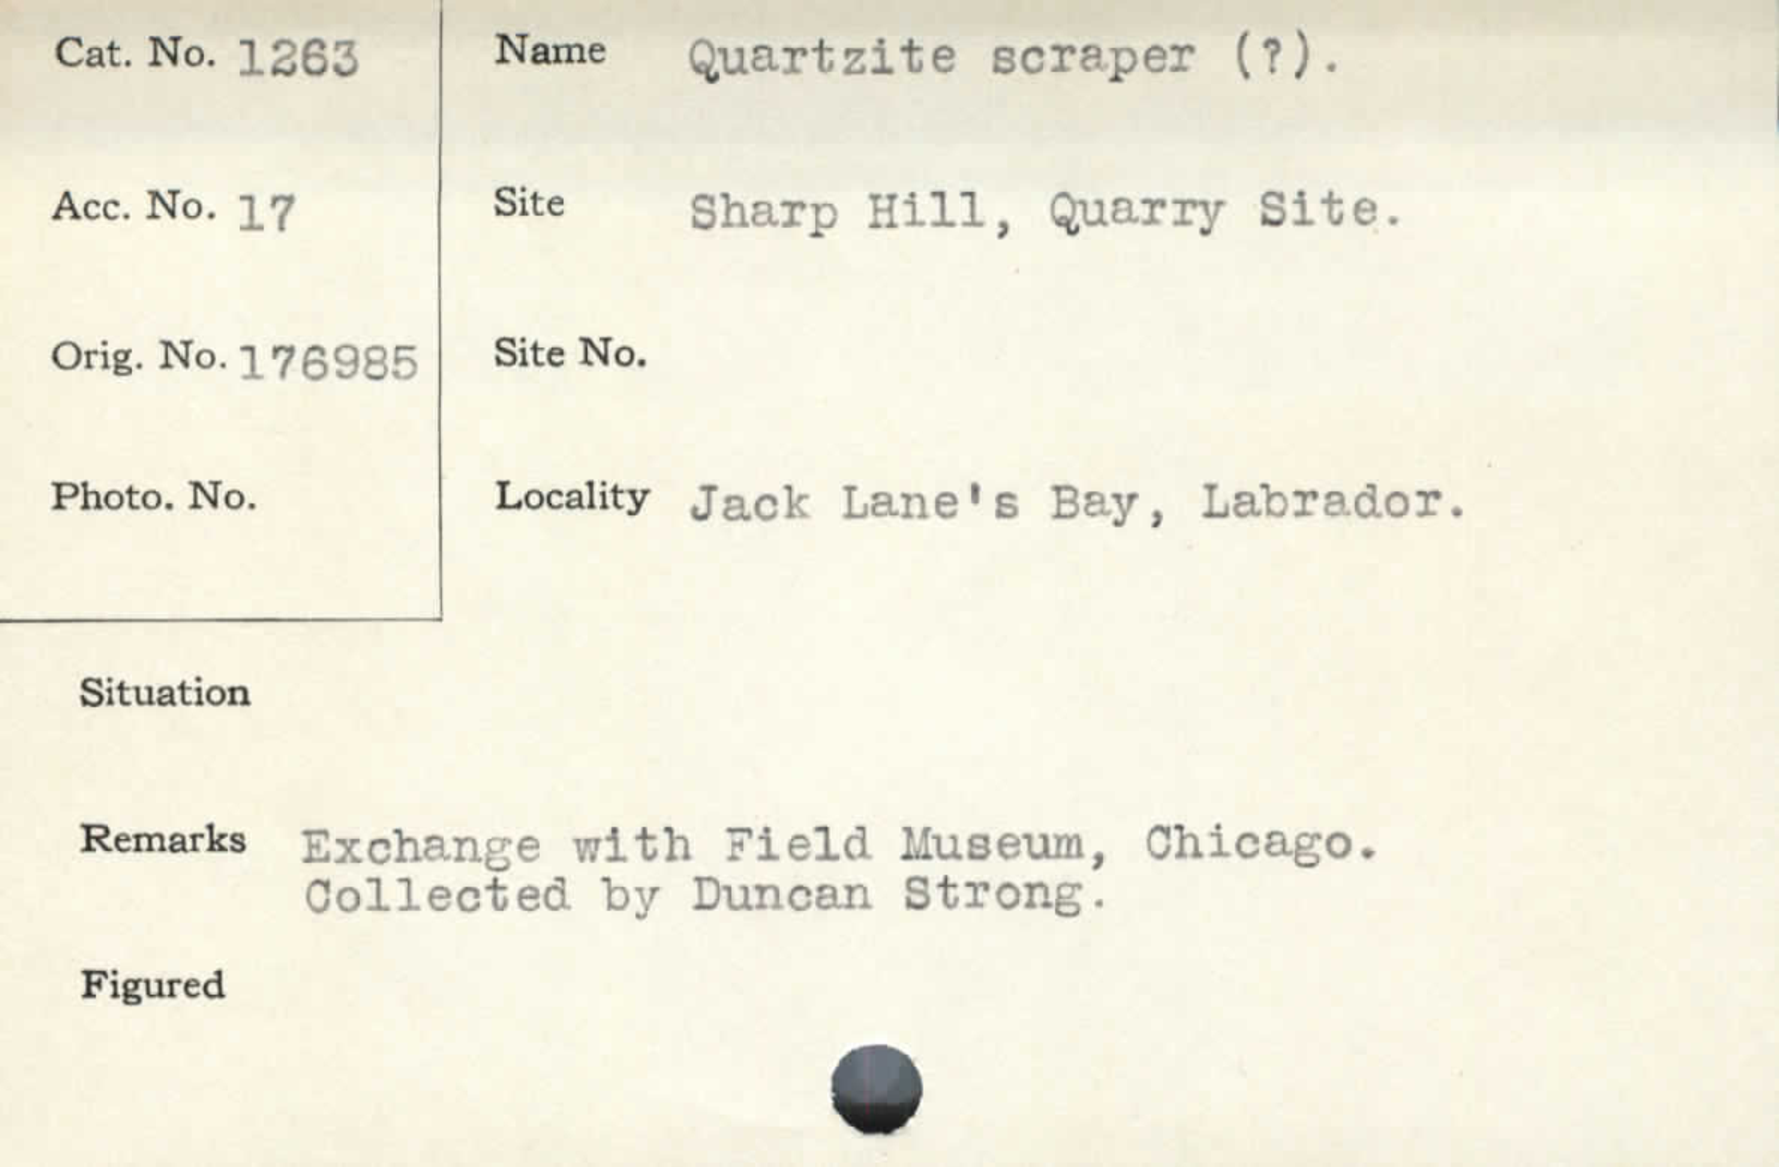 Cat. No. 1263
Name Quartzite scraper (?).
Acc. No. 17
Site Sharp Hill, Quarry Site.
Orig. No. 176985
Site No.
Photo. No.
Locality Jack Lane's Bay, Labrador.
Situation
Remarks Exchange with Field Museum, Chicago.
Collected by Duncan Strong.
Figured